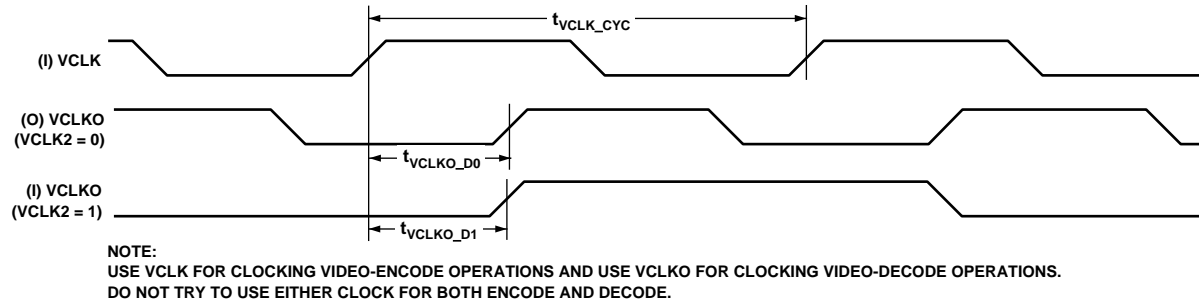 tVCLK_CYC
(I) VCLK
(O) VCLKO
(VCLK2 = 0)
tVCLKO_D0
(I) VCLKO
(VCLK2 = 1)
tVCLKO_D1
NOTE:
USE VCLK FOR CLOCKING VIDEO-ENCODE OPERATIONS AND USE VCLKO FOR CLOCKING VIDEO-DECODE OPERATIONS.
DO NOT TRY TO USE EITHER CLOCK FOR BOTH ENCODE AND DECODE.